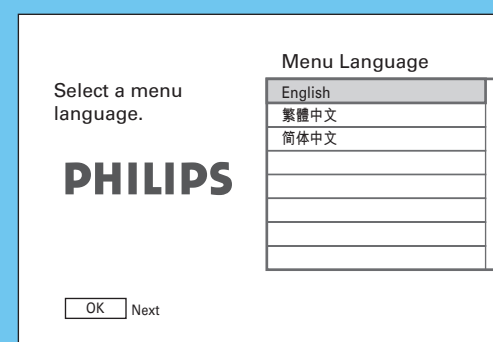 Menu Language
Select a menu
language.
English
繁體中文
简体中文
PHILIPS
OK Next